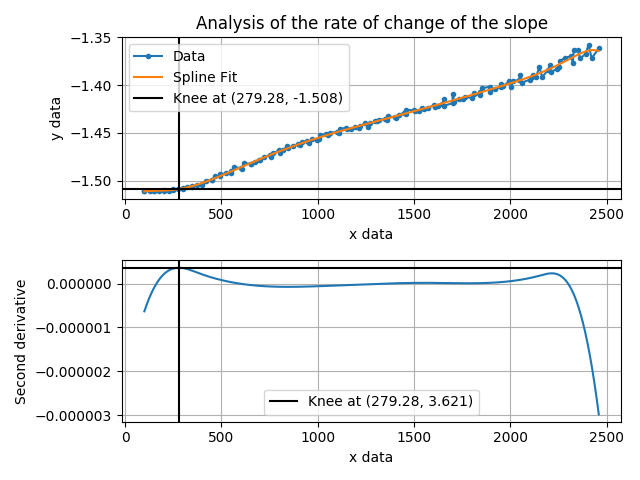 Analysis of the rate of change of the slope
−1.35
−1.40
−1.45
−1.50
y data
Data
Spline Fit
Knee at (279.28, -1.508)
0
500
1000
1500
2000
2500
x data
0.000000
−0.000001
−0.000002
−0.000003
Second derivative
Knee at (279.28, 3.621)
0
500
1000
1500
2000
2500
x data